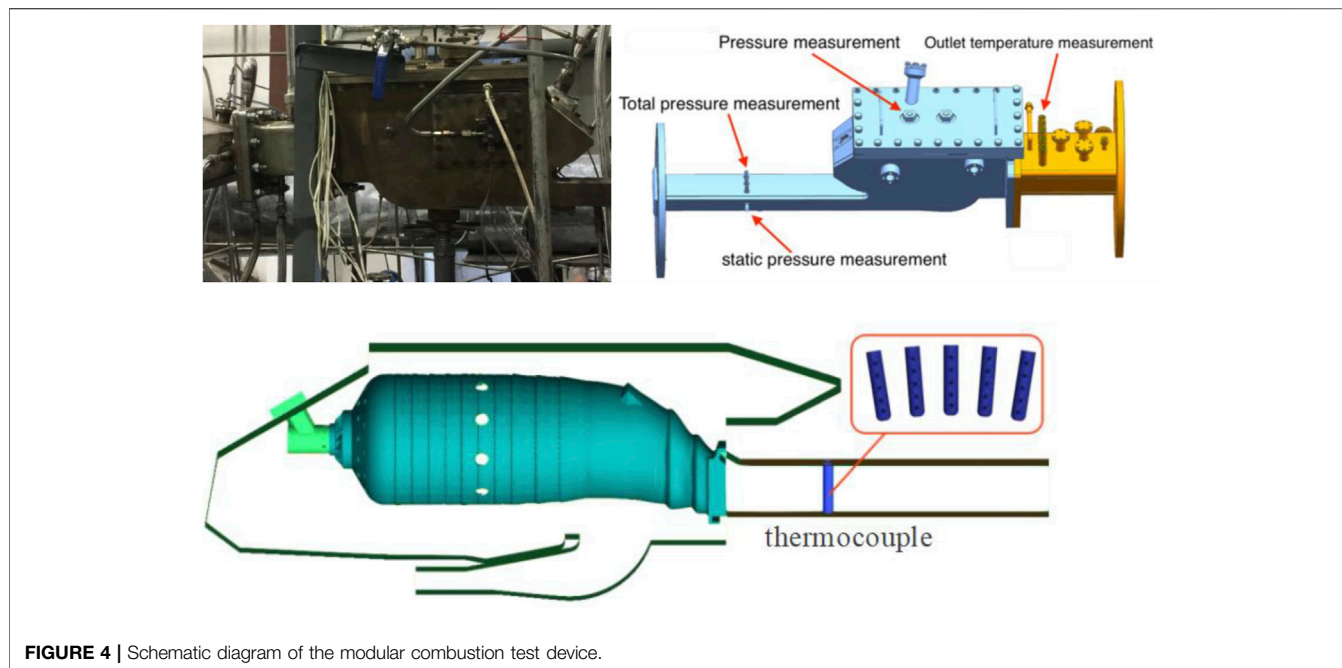 Pressure measurement
Outlet temperature measurement
Total pressure measurement
static pressure measurement
thermocouple
FIGURE 4 | Schematic diagram of the modular combustion test device.